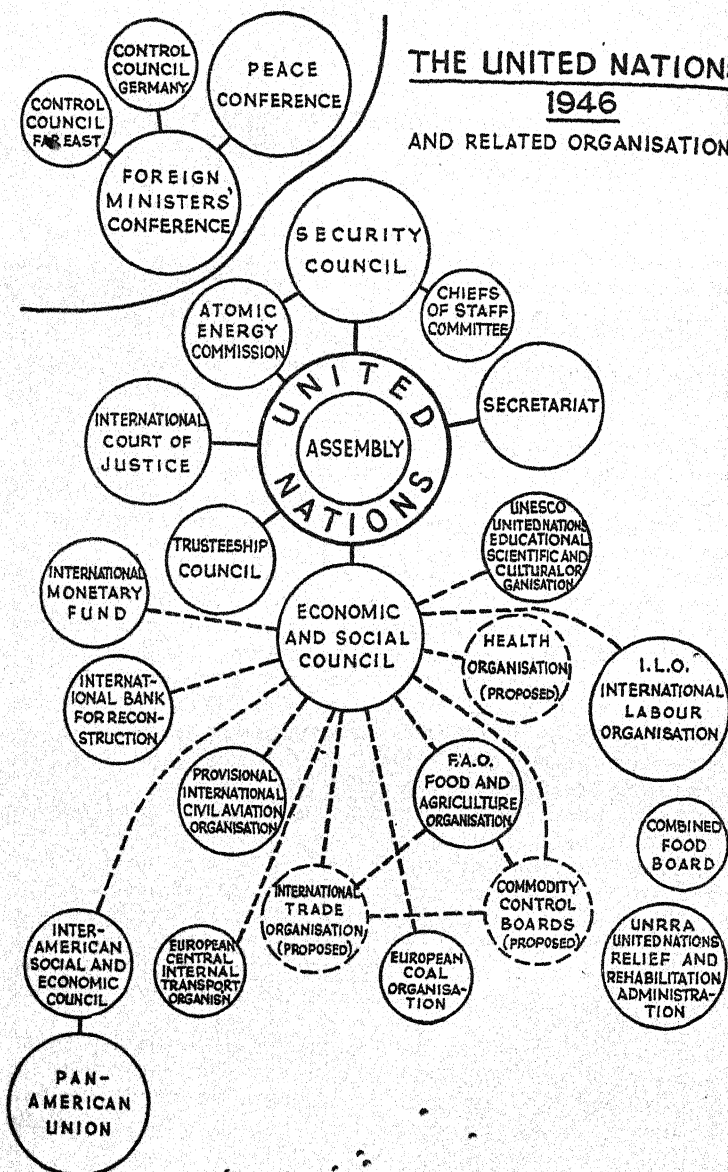 THE UNITED NATION
1946
AND RELATED ORGANISATION
CONTROL
COUNCIL
GERMANY
PEACE
CONFERENCE
CONTROL
COUNCIL
FAR EAST
FOREIGN
MINISTERS'
CONFERENCE
SECURITY
COUNCIL
ATOMIC
ENERGY
COMMISSION
CHIEFS
OF STAFF
COMMITTEE
UNITED
NATIONS
ASSEMBLY
SECRETARIAT
INTERNATIONAL
COURT OF
JUSTICE
TRUSTEESHIP
COUNCIL
UNESCO
UNITED NATIONS
EDUCATIONAL
SCIENTIFIC AND
CULTURAL OR
GANISATION
INTERNATIONAL
MONETARY
FUND
ECONOMIC
AND SOCIAL
COUNCIL
HEALTH
ORGANISATION
(PROPOSED)
I.L.O.
INTERNATIONAL
LABOUR
ORGANISATION
INTERNAT-
IONAL BANK
FOR RECON-
STRUCTION
PROVISIONAL
INTERNATIONAL
CIVIL AVIATION
ORGANISATION
F.A.O.
FOOD AND
AGRICULTURE
ORGANISATION
COMBINED
FOOD
BOARD
INTERNATIONAL
TRADE
ORGANISATION
(PROPOSED)
COMMODITY
CONTROL
BOARDS
(PROPOSED)
INTER-
AMERICAN
SOCIAL AND
ECONOMIC
COUNCIL
EUROPEAN
CENTRAL
INTERNAL
TRANSPORT
ORGANISN
EUROPEAN
COAL
ORGANISA-
TION
UNRRA
UNITED NATIONS
RELIEF AND
REHABILITATION
ADMINISTRA-
TION
PAN-
AMERICAN
UNION